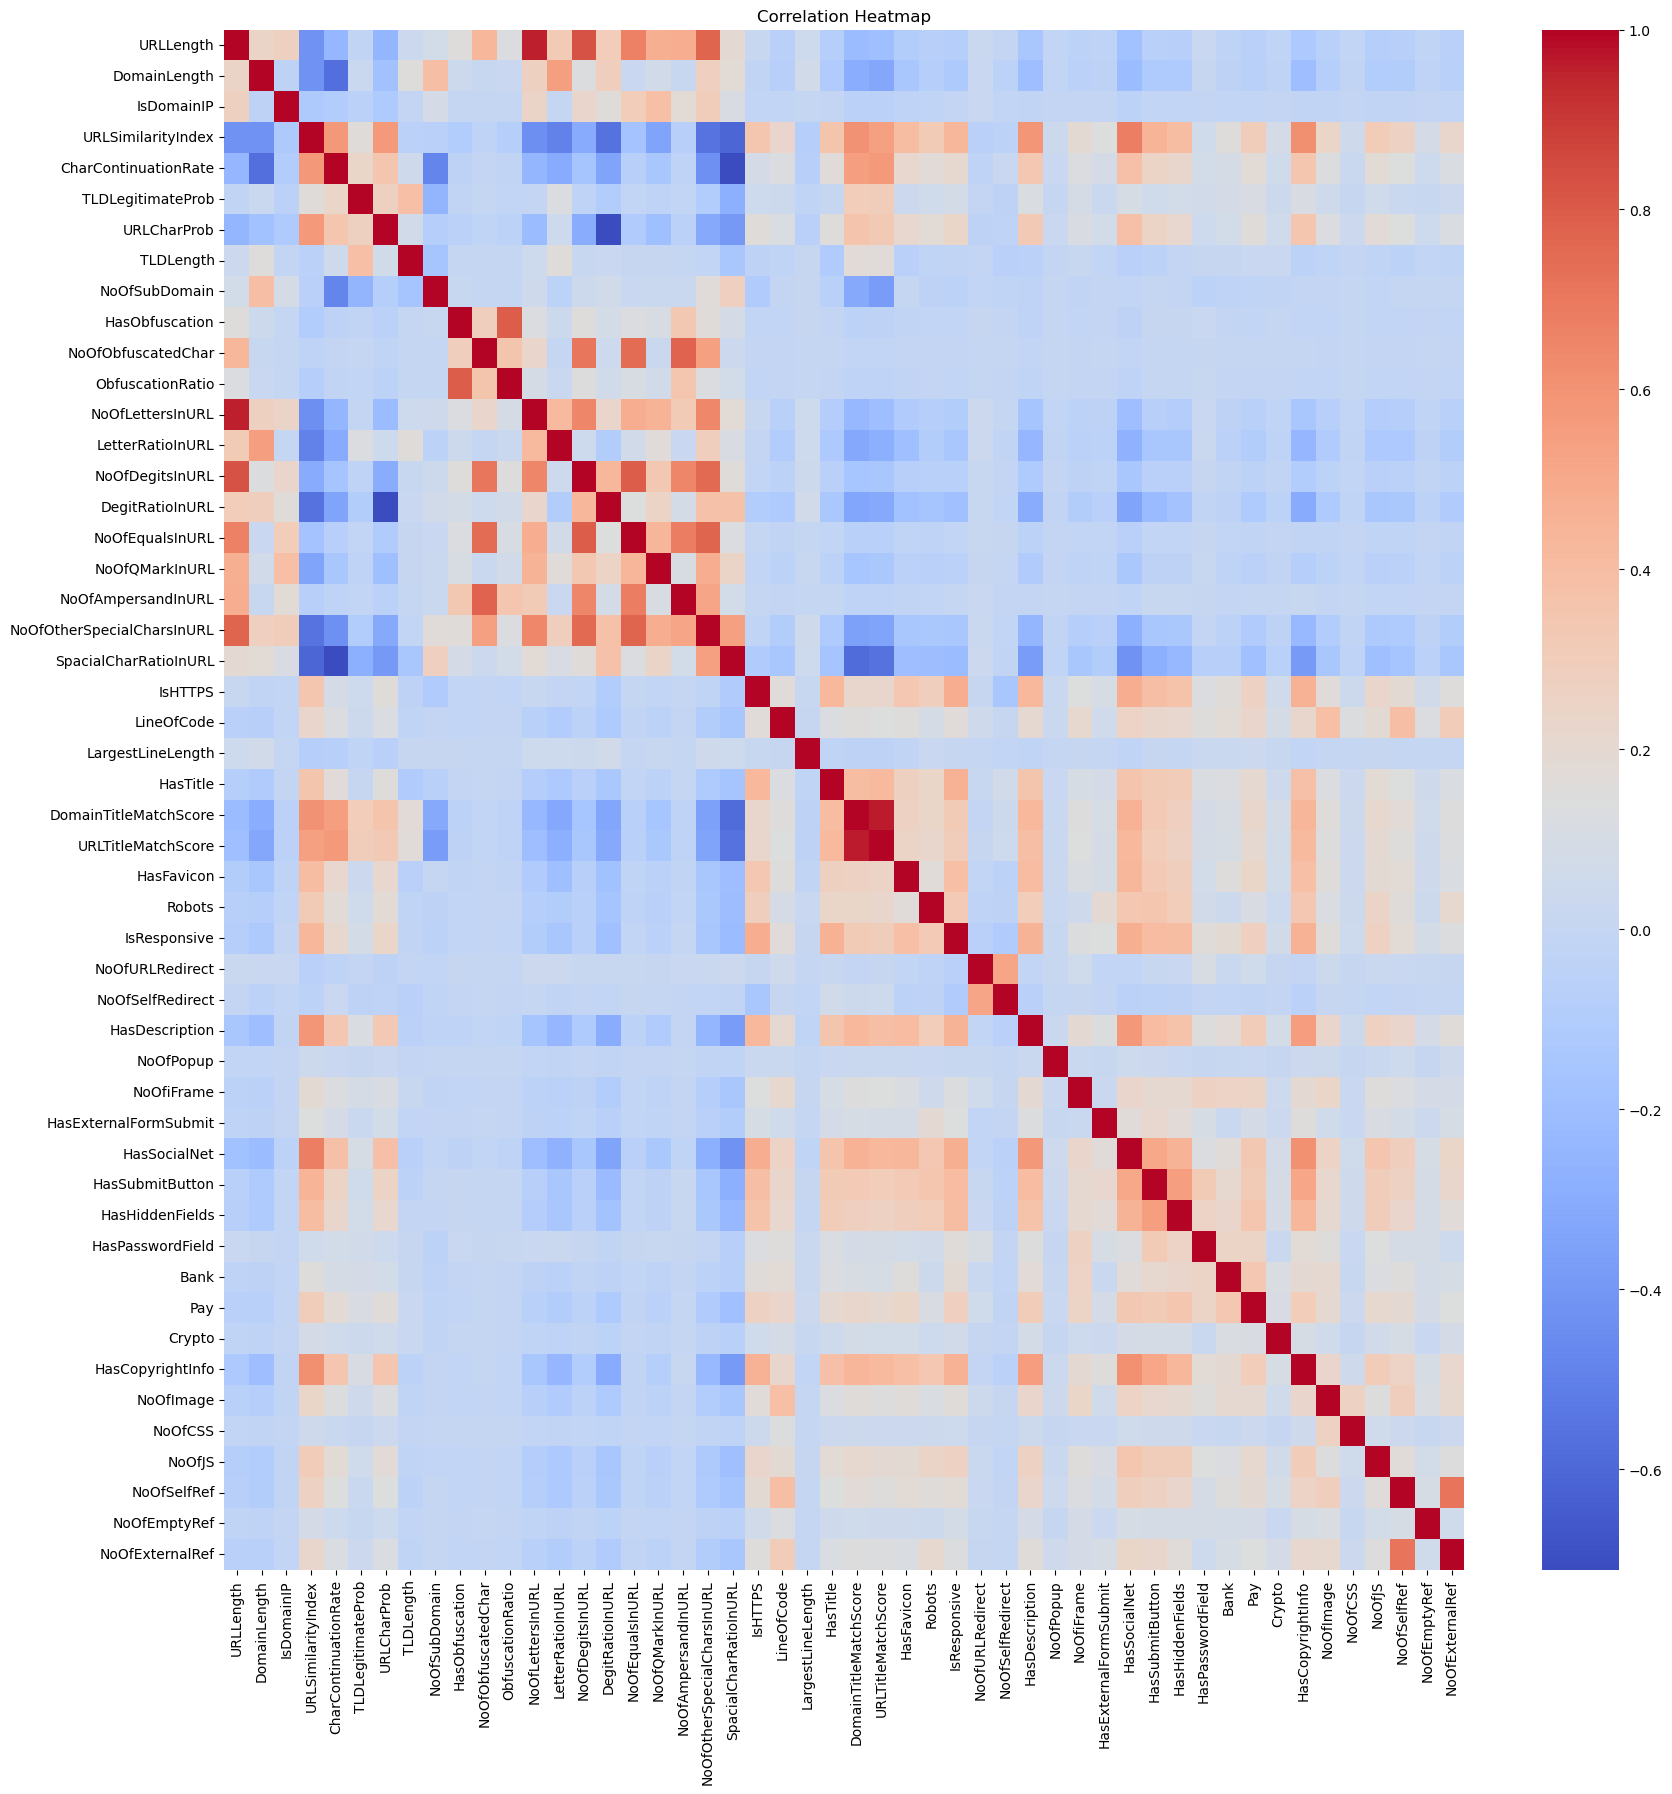 Correlation Heatmap
URLLength
DomainLength
IsDomainIP
URLSimilarityIndex
CharContinuationRate
TLDLegitimateProb
URLCharProb
TLDLength
NoOfSubDomain
HasObfuscation
NoOfObfuscatedChar
ObfuscationRatio
NoOfLettersInURL
LetterRatioInURL
NoOfDegitsInURL
DegitRatioInURL
NoOfEqualsInURL
NoOfQMarkInURL
NoOfAmpersandInURL
NoOfOtherSpecialCharsInURL
SpacialCharRatioInURL
IsHTTPS
LineOfCode
LargestLineLength
HasTitle
DomainTitleMatchScore
URLTitleMatchScore
HasFavicon
Robots
IsResponsive
NoOfURLRedirect
NoOfSelfRedirect
HasDescription
NoOfPopup
NoOfiFrame
HasExternalFormSubmit
HasSocialNet
HasSubmitButton
HasHiddenFields
HasPasswordField
Bank
Pay
Crypto
HasCopyrightInfo
NoOfImage
NoOfCSS
NoOfJS
NoOfSelfRef
NoOfEmptyRef
NoOfExternalRef
URLLength
DomainLength
IsDomainIP
URLSimilarityIndex
CharContinuationRate
TLDLegitimateProb
URLCharProb
TLDLength
NoOfSubDomain
HasObfuscation
NoOfObfuscatedChar
ObfuscationRatio
NoOfLettersInURL
LetterRatioInURL
NoOfDegitsInURL
DegitRatioInURL
NoOfEqualsInURL
NoOfQMarkInURL
NoOfAmpersandInURL
NoOfOtherSpecialCharsInURL
SpacialCharRatioInURL
IsHTTPS
LineOfCode
LargestLineLength
HasTitle
DomainTitleMatchScore
URLTitleMatchScore
HasFavicon
Robots
IsResponsive
NoOfURLRedirect
NoOfSelfRedirect
HasDescription
NoOfPopup
NoOfiFrame
HasExternalFormSubmit
HasSocialNet
HasSubmitButton
HasHiddenFields
HasPasswordField
Bank
Pay
Crypto
HasCopyrightInfo
NoOfImage
NoOfCSS
NoOfJS
NoOfSelfRef
NoOfEmptyRef
NoOfExternalRef
1.0
0.8
0.6
0.4
0.2
0.0
−0.2
−0.4
−0.6